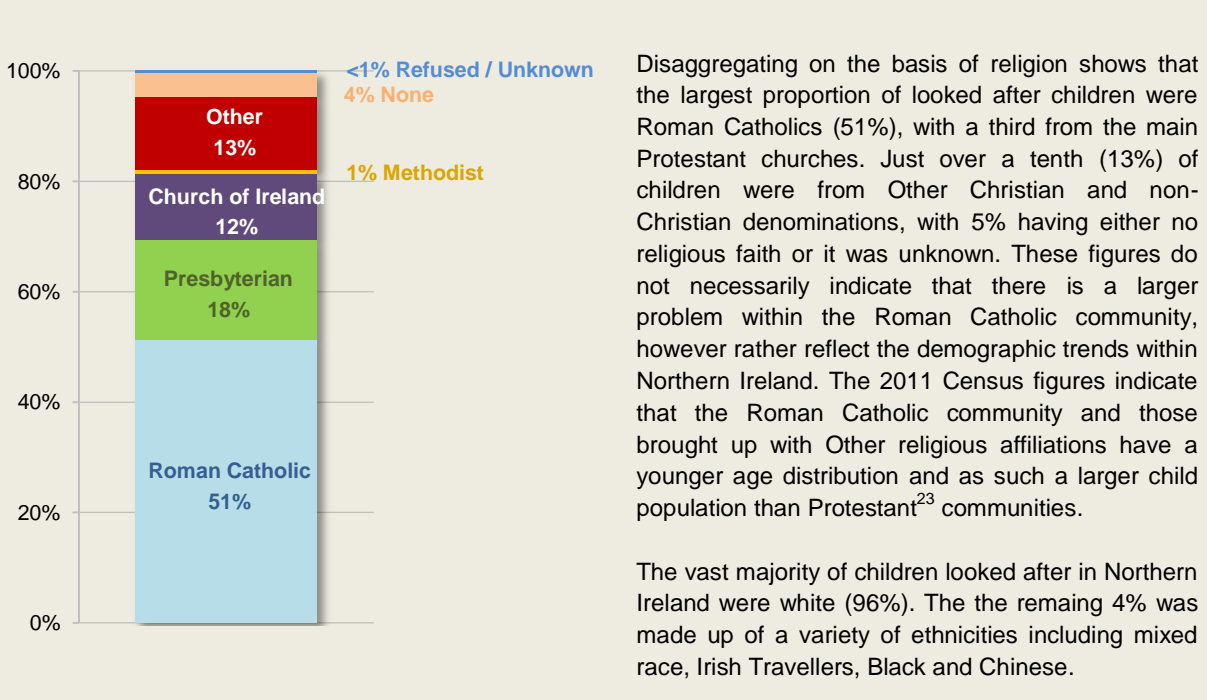 100%
80%
60%
40%
20%
0%
<1% Refused / Unknown
4% None
Other
13%
1% Methodist
Church of Ireland
12%
Presbyterian
18%
Roman Catholic
51%
Disaggregating on the basis of religion shows that
the largest proportion of looked after children were
Roman Catholics (51%), with a third from the main
Protestant churches. Just over a tenth (13%) of
children were from Other Christian and non-
Christian denominations, with 5% having either no
religious faith or it was unknown. These figures do
not necessarily indicate that there is a larger
problem within the Roman Catholic community,
however rather reflect the demographic trends within
Northern Ireland. The 2011 Census figures indicate
that the Roman Catholic community and those
brought up with Other religious affiliations have a
younger age distribution and as such a larger child
population than Protestant23 communities.
The vast majority of children looked after in Northern
Ireland were white (96%). The the remaing 4% was
made up of a variety of ethnicities including mixed
race, Irish Travellers, Black and Chinese.